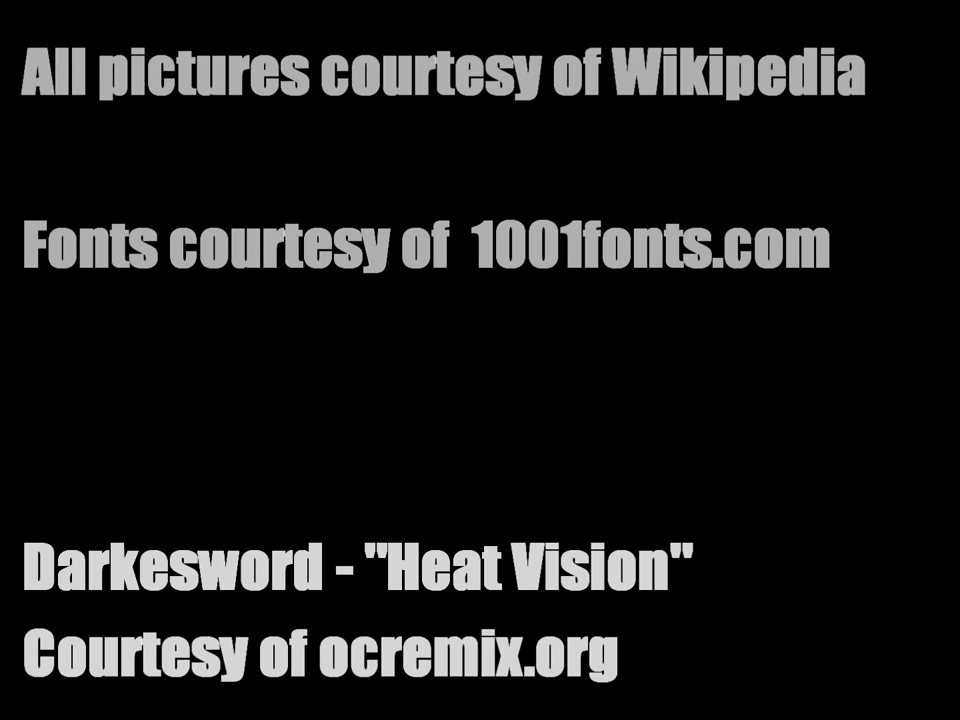 All pictures courtesy of Wikipedia
Fonts courtesy of 1001fonts.com
Darkesword - "Heat Vision"
Courtesy of ocremix.org